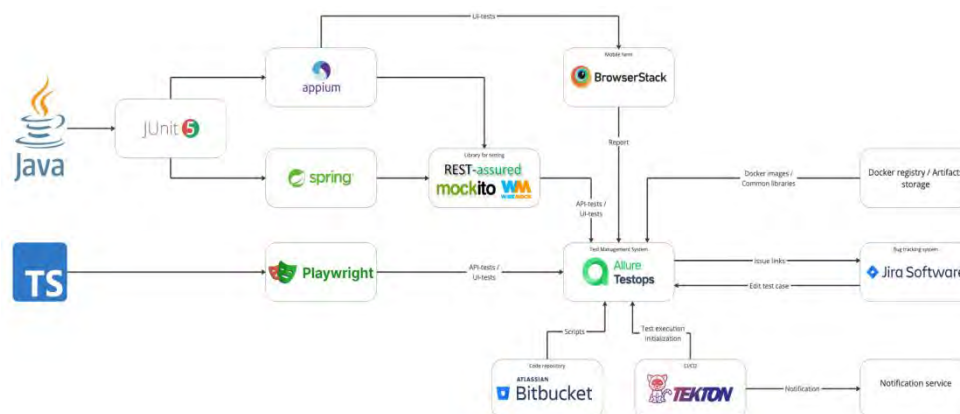 UI-tests
Mobile farm
BrowserStack
appium
Java
JUnit 5
Report
Library for testing
REST-assured
mockito WM
WIREMOCK
spring
Docker images /
Common libraries
Docker registry / Artifacts
storage
API-tests /
UI-tests
TS
Playwright
API-tests /
UI-tests
Test Management System
Allure
Testops
Issue links
Edit test case
Bug tracking system
Jira Software
Scripts
Test execution
initialization
Code repository
ATLASSIAN
Bitbucket
CI/CD
TEKTON
Notification
Notification service